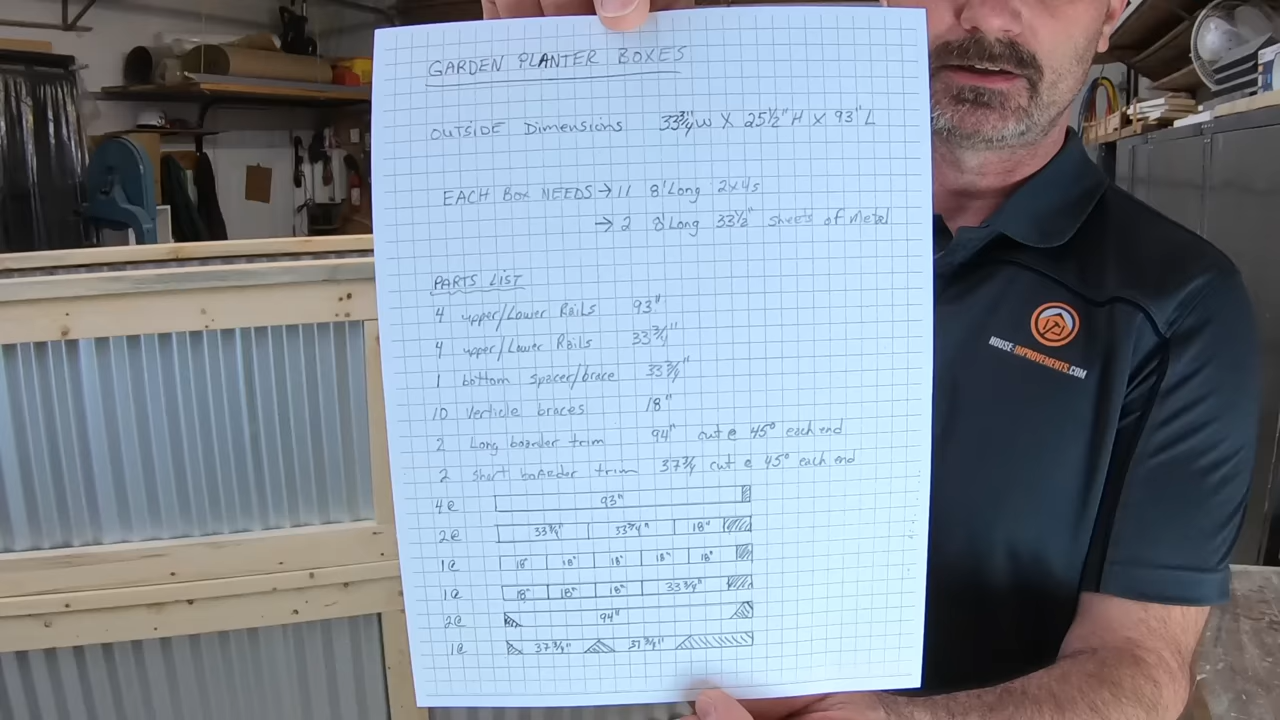 GARDEN PLANTER BOXES
OUTSIDE Dimensions 33¾"W X 25½"H X 93"L
EACH Box NEEDS → 11 8' Long 2x4s
→ 2 8' Long 33½" sheets of metal
PARTS LIST
4 upper/Lower Rails 93"
4 upper/Lower Rails 33¾"
1 bottom spacer/brace 33¾"
10 Verticle braces 18"
2 Long boarder trim 94" cut @ 45° each end
2 Short boarder trim 37¾ cut @ 45° each end
4@ 93"
2@ 33¾" 33¾" 18"
1@ 18" 18" 18" 18" 18"
1@ 18" 18" 18" 33¾"
2@ 94"
1@ 37¾" 37¾"
HOUSE-IMPROVEMENTS.COM